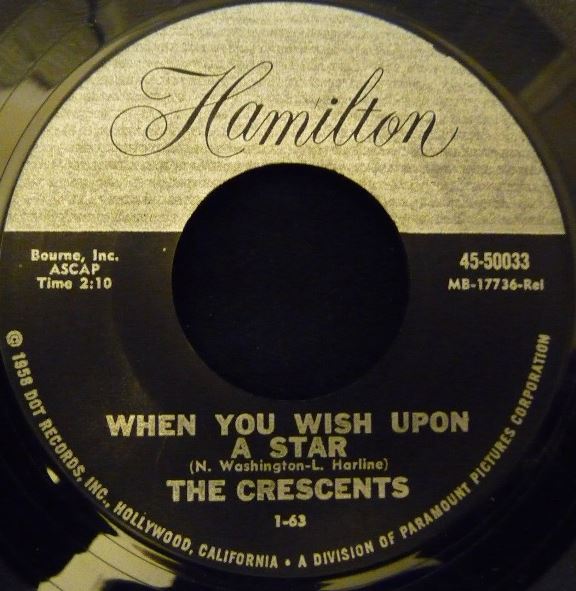 Hamilton
Bourne, Inc.
ASCAP
Time 2:10
45-50033
MB-17736-Rel
WHEN YOU WISH UPON
A STAR
(N. Washington-L. Harline)
THE CRESCENTS
1-63
℗ 1958 DOT RECORDS, INC., HOLLYWOOD, CALIFORNIA • A DIVISION OF PARAMOUNT PICTURES CORPORATION